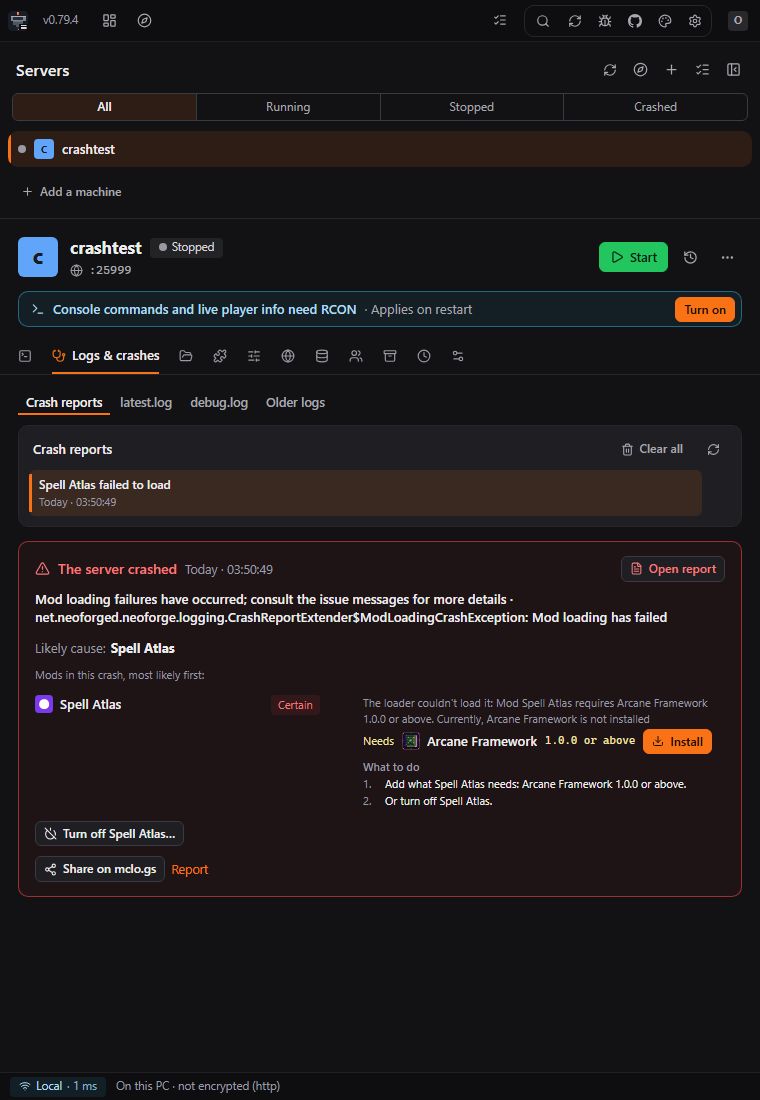 v0.79.4
O
Servers
All
Running
Stopped
Crashed
C
crashtest
+ Add a machine
c
crashtest
Stopped
:25999
Start
Console commands and live player info need RCON · Applies on restart
Turn on
Logs & crashes
Crash reports
latest.log
debug.log
Older logs
Crash reports
Clear all
Spell Atlas failed to load
Today · 03:50:49
The server crashed Today · 03:50:49
Open report
Mod loading failures have occurred; consult the issue messages for more details ·
net.neoforged.neoforge.logging.CrashReportExtender$ModLoadingCrashException: Mod loading has failed
Likely cause: Spell Atlas
Mods in this crash, most likely first:
Spell Atlas
Certain
The loader couldn't load it: Mod Spell Atlas requires Arcane Framework
1.0.0 or above. Currently, Arcane Framework is not installed
Needs Arcane Framework 1.0.0 or above
Install
What to do
1. Add what Spell Atlas needs: Arcane Framework 1.0.0 or above.
2. Or turn off Spell Atlas.
Turn off Spell Atlas...
Share on mclo.gs
Report
Local · 1 ms
On this PC · not encrypted (http)